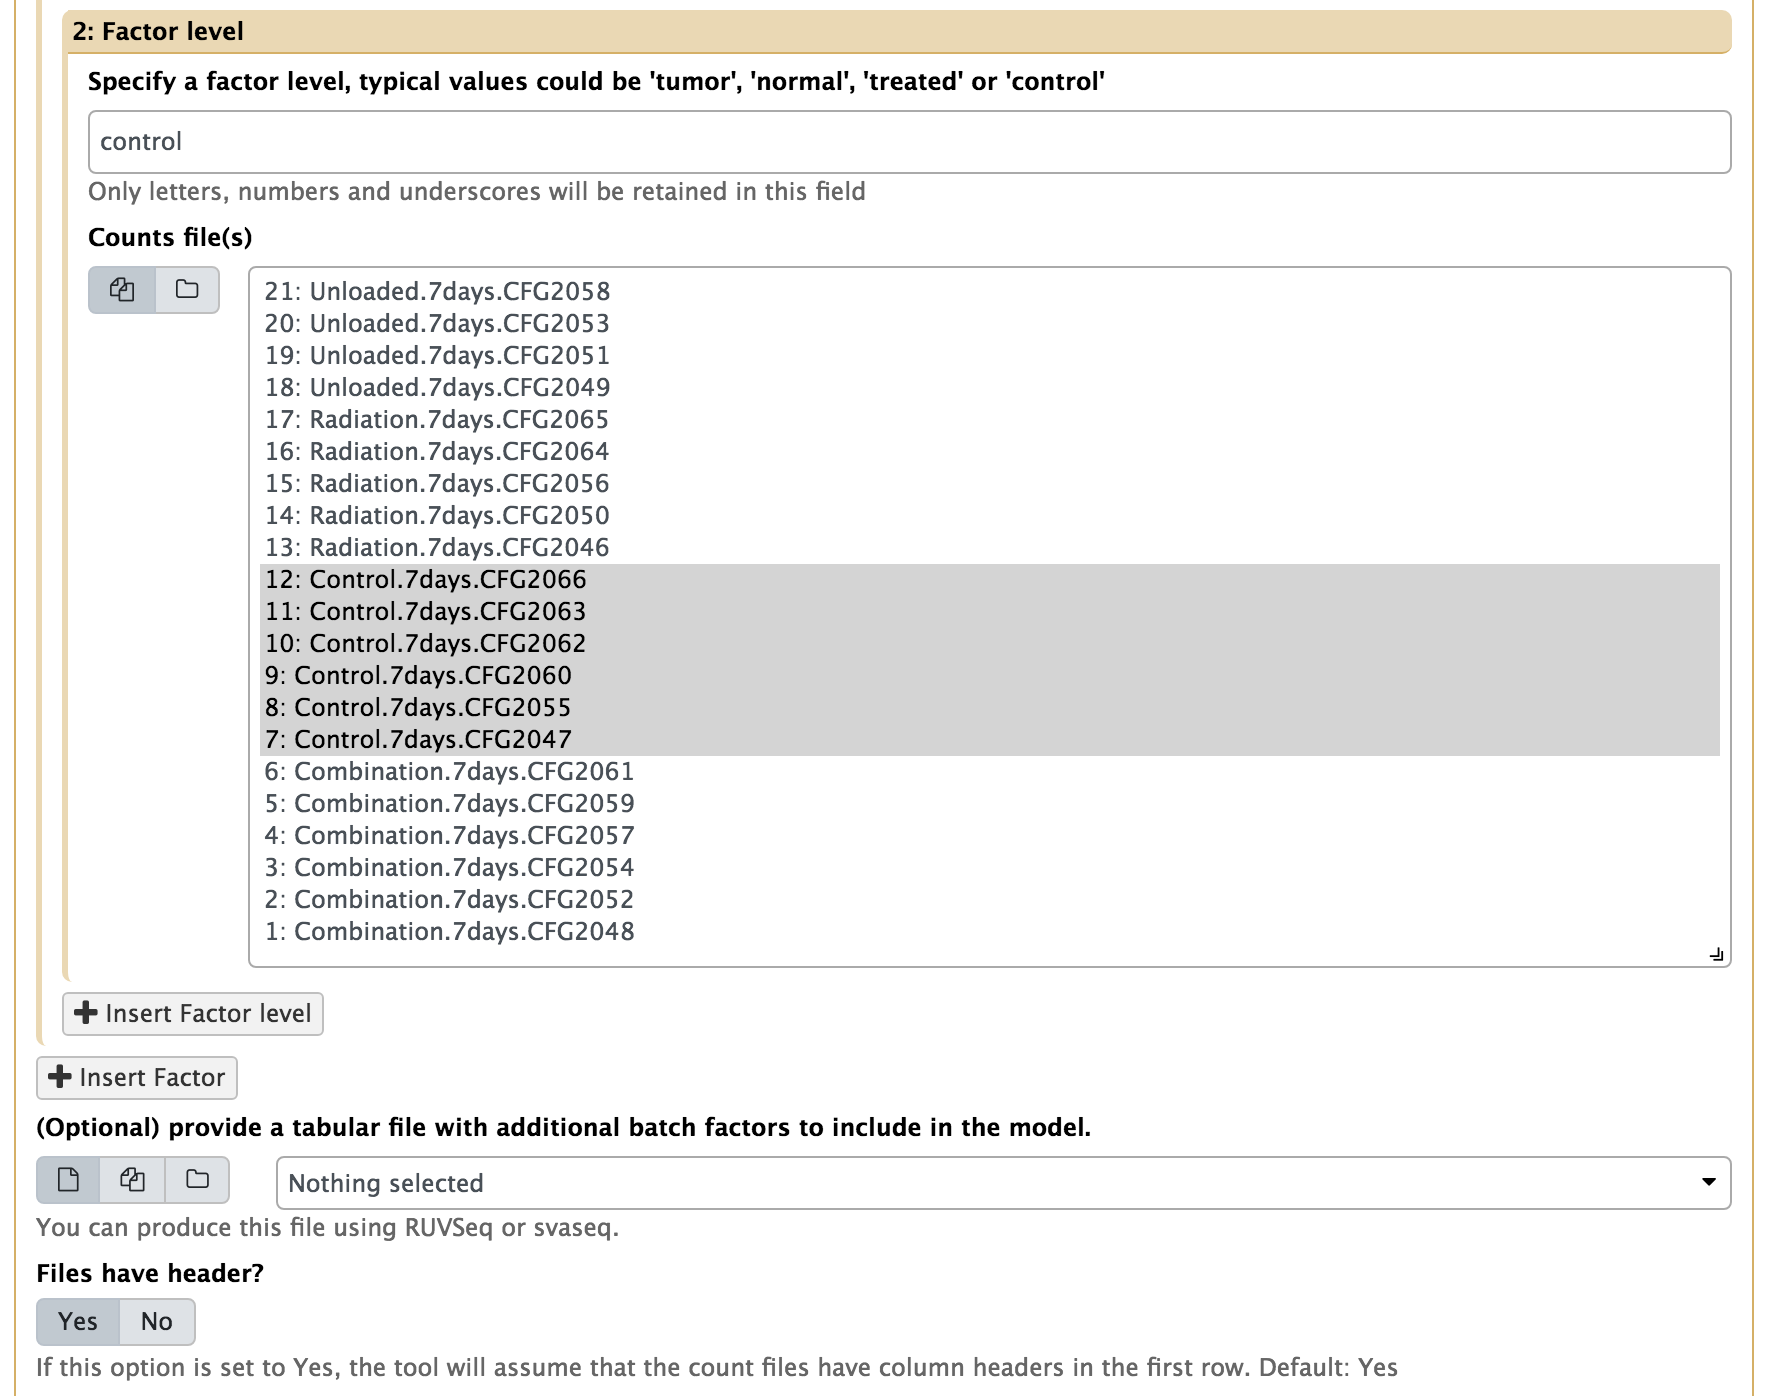 2: Factor level
Specify a factor level, typical values could be 'tumor', 'normal', 'treated' or 'control'
control
Only letters, numbers and underscores will be retained in this field
Counts file(s)
21: Unloaded.7days.CFG2058
20: Unloaded.7days.CFG2053
19: Unloaded.7days.CFG2051
18: Unloaded.7days.CFG2049
17: Radiation.7days.CFG2065
16: Radiation.7days.CFG2064
15: Radiation.7days.CFG2056
14: Radiation.7days.CFG2050
13: Radiation.7days.CFG2046
12: Control.7days.CFG2066
11: Control.7days.CFG2063
10: Control.7days.CFG2062
9: Control.7days.CFG2060
8: Control.7days.CFG2055
7: Control.7days.CFG2047
6: Combination.7days.CFG2061
5: Combination.7days.CFG2059
4: Combination.7days.CFG2057
3: Combination.7days.CFG2054
2: Combination.7days.CFG2052
1: Combination.7days.CFG2048
Insert Factor level
Insert Factor
(Optional) provide a tabular file with additional batch factors to include in the model.
Nothing selected
You can produce this file using RUVSeq or svaseq.
Files have header?
Yes No
If this option is set to Yes, the tool will assume that the count files have column headers in the first row. Default: Yes